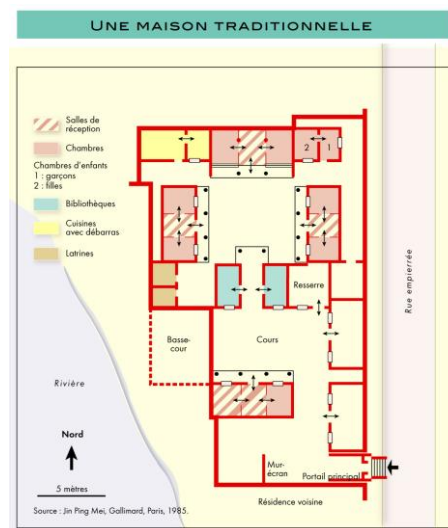 UNE MAISON TRADITIONNELLE
Salles de
réception
Chambres
Chambres d'enfants
1 : garçons
2 : filles
Bibliothèques
Cuisines
avec débarras
Latrines
2
1
Resserre
Rue empierrée
Basse-
cour
Cours
Rivière
Nord
5 mètres
Mur-
écran
Portail principal
Résidence voisine
Source : Jin Ping Mei, Gallimard, Paris, 1985.